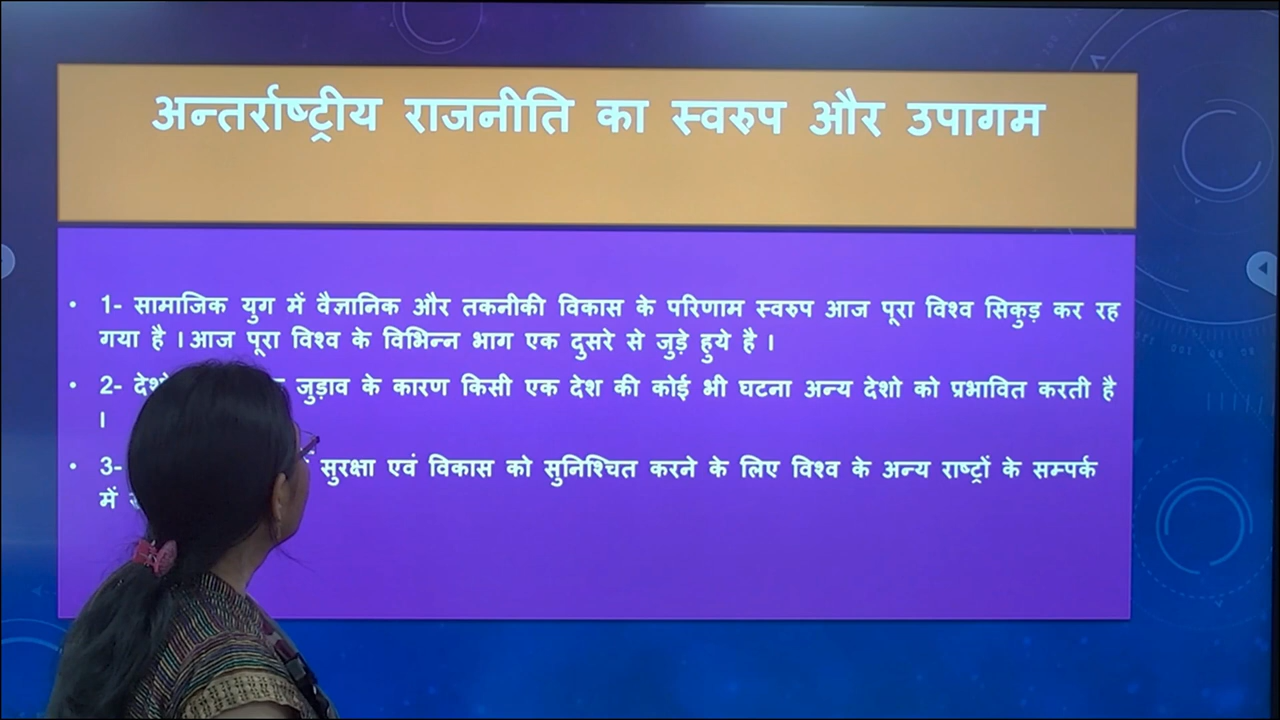 अन्तर्राष्ट्रीय राजनीति का स्वरुप और उपागम
• 1- सामाजिक युग में वैज्ञानिक और तकनीकी विकास के परिणाम स्वरुप आज पूरा विश्व सिकुड़ कर रह
गया है । आज पूरा विश्व के विभिन्न भाग एक दुसरे से जुड़े हुये है ।
• 2- जुड़ाव के कारण किसी एक देश की कोई भी घटना अन्य देशो को प्रभावित करती है
।
• 3- सुरक्षा एवं विकास को सुनिश्चित करने के लिए विश्व के अन्य राष्ट्रों के सम्पर्क
में